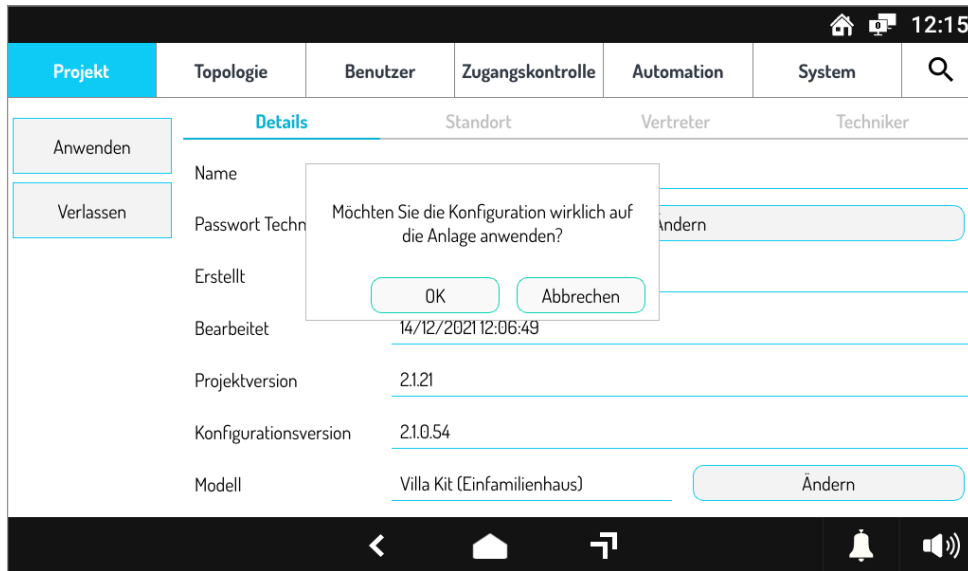 12:15
Projekt Topologie Benutzer Zugangskontrolle Automation System
Details Standort Vertreter Techniker
Anwenden
Verlassen
Name
Passwort Techn Ändern
Möchten Sie die Konfiguration wirklich auf
die Anlage anwenden?
OK Abbrechen
Erstellt
Bearbeitet 14/12/2021 12:06:49
Projektversion 2.1.21
Konfigurationsversion 2.1.0.54
Modell Villa Kit (Einfamilienhaus) Ändern